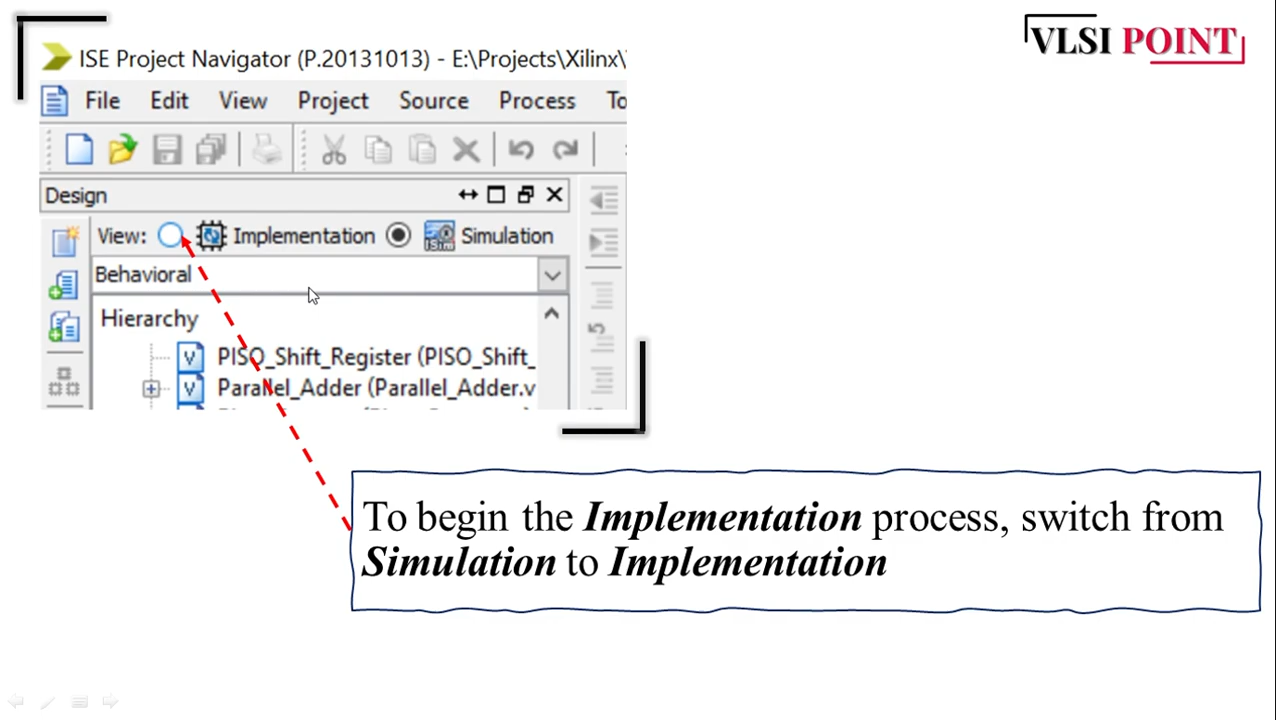 VLSI POINT
ISE Project Navigator (P.20131013) - E:\Projects\Xilinx\
File Edit View Project Source Process To
Design
View: Implementation Simulation
Behavioral
Hierarchy
PISO_Shift_Register (PISO_Shift_
Parallel_Adder (Parallel_Adder.v
To begin the Implementation process, switch from
Simulation to Implementation